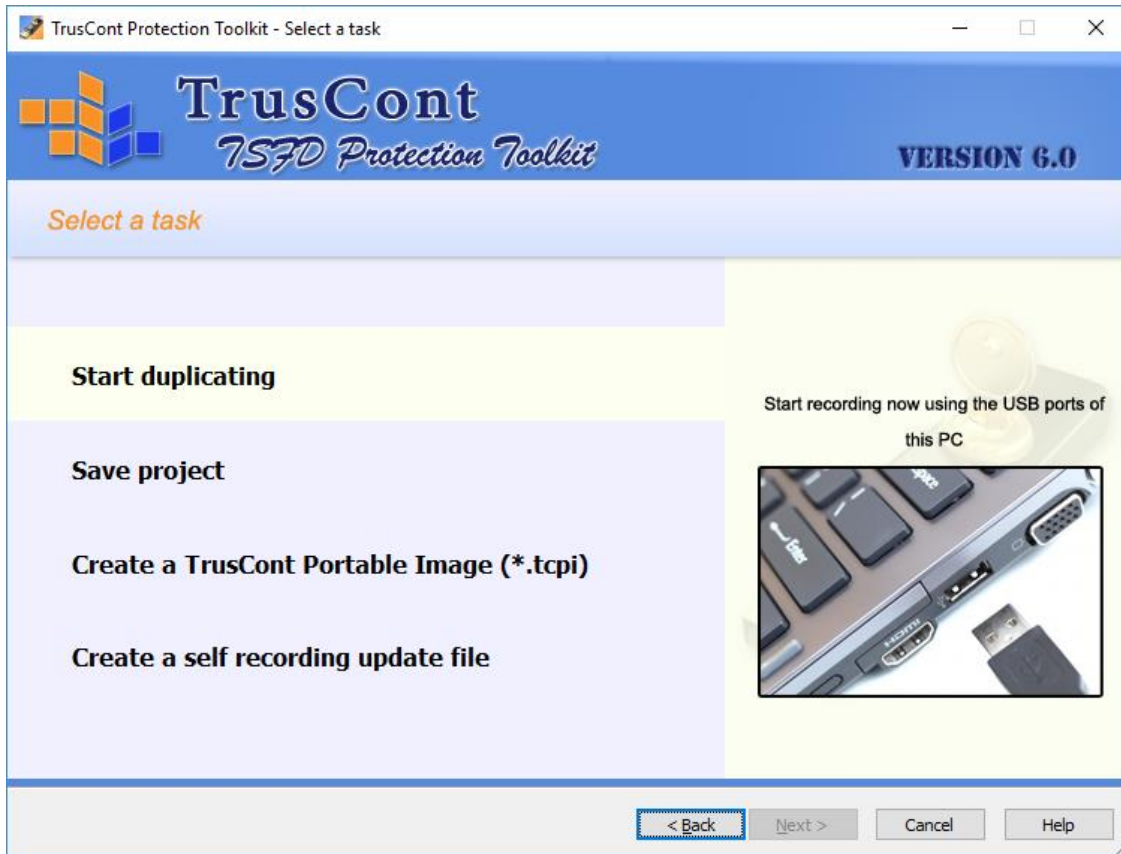 TrusCont Protection Toolkit - Select a task
TrusCont
TSFD Protection Toolkit
VERSION 6.0
Select a task
Start duplicating
Save project
Create a TrusCont Portable Image (*.tcpi)
Create a self recording update file
Start recording now using the USB ports of
this PC
Enter
HDMI
< Back
Next >
Cancel
Help